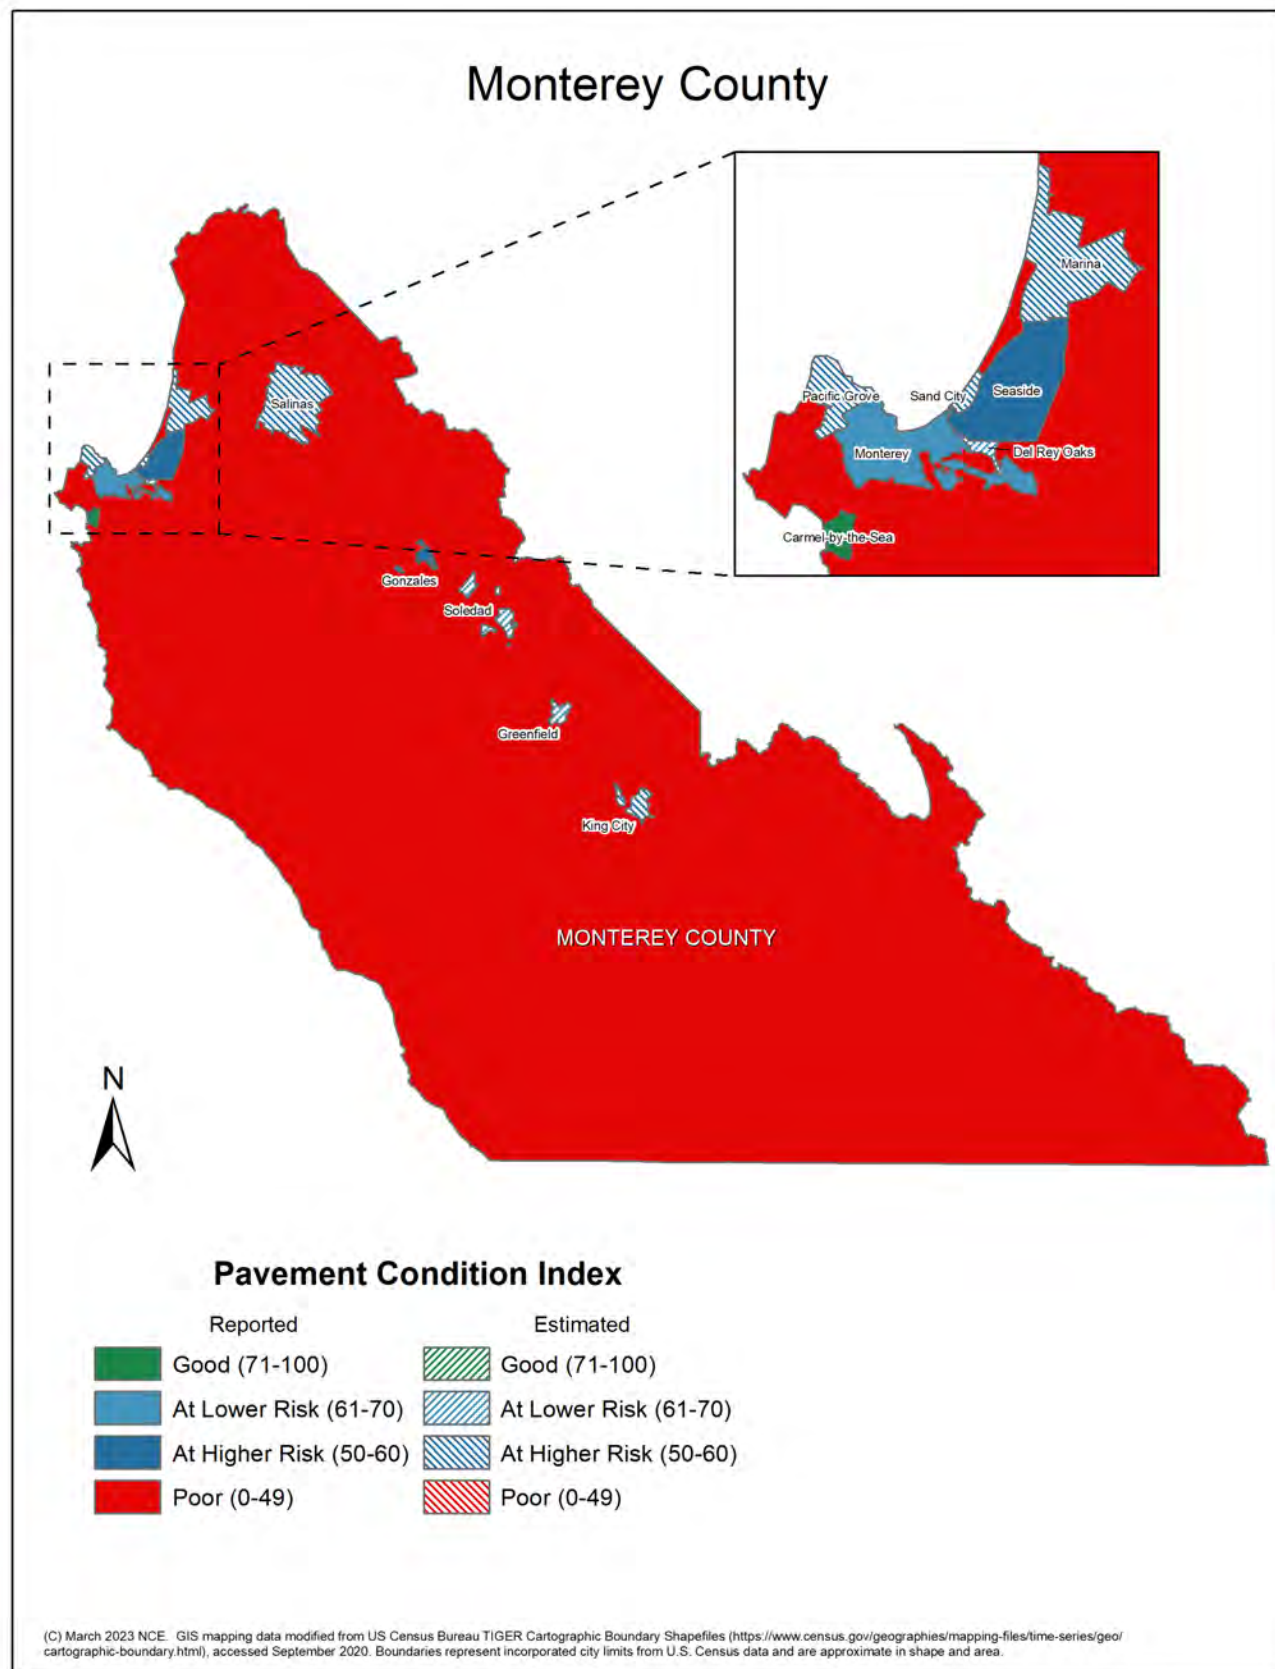 Monterey County
Marina
Pacific Grove
Sand City
Seaside
Monterey
Del Rey Oaks
Carmel-by-the-Sea
Salinas
Gonzales
Soledad
Greenfield
King City
MONTEREY COUNTY
N
Pavement Condition Index
Reported
Estimated
Good (71-100)
Good (71-100)
At Lower Risk (61-70)
At Lower Risk (61-70)
At Higher Risk (50-60)
At Higher Risk (50-60)
Poor (0-49)
Poor (0-49)
(C) March 2023 NCE. GIS mapping data modified from US Census Bureau TIGER Cartographic Boundary Shapefiles (https://www.census.gov/geographies/mapping-files/time-series/geo/
cartographic-boundary.html), accessed September 2020. Boundaries represent incorporated city limits from U.S. Census data and are approximate in shape and area.